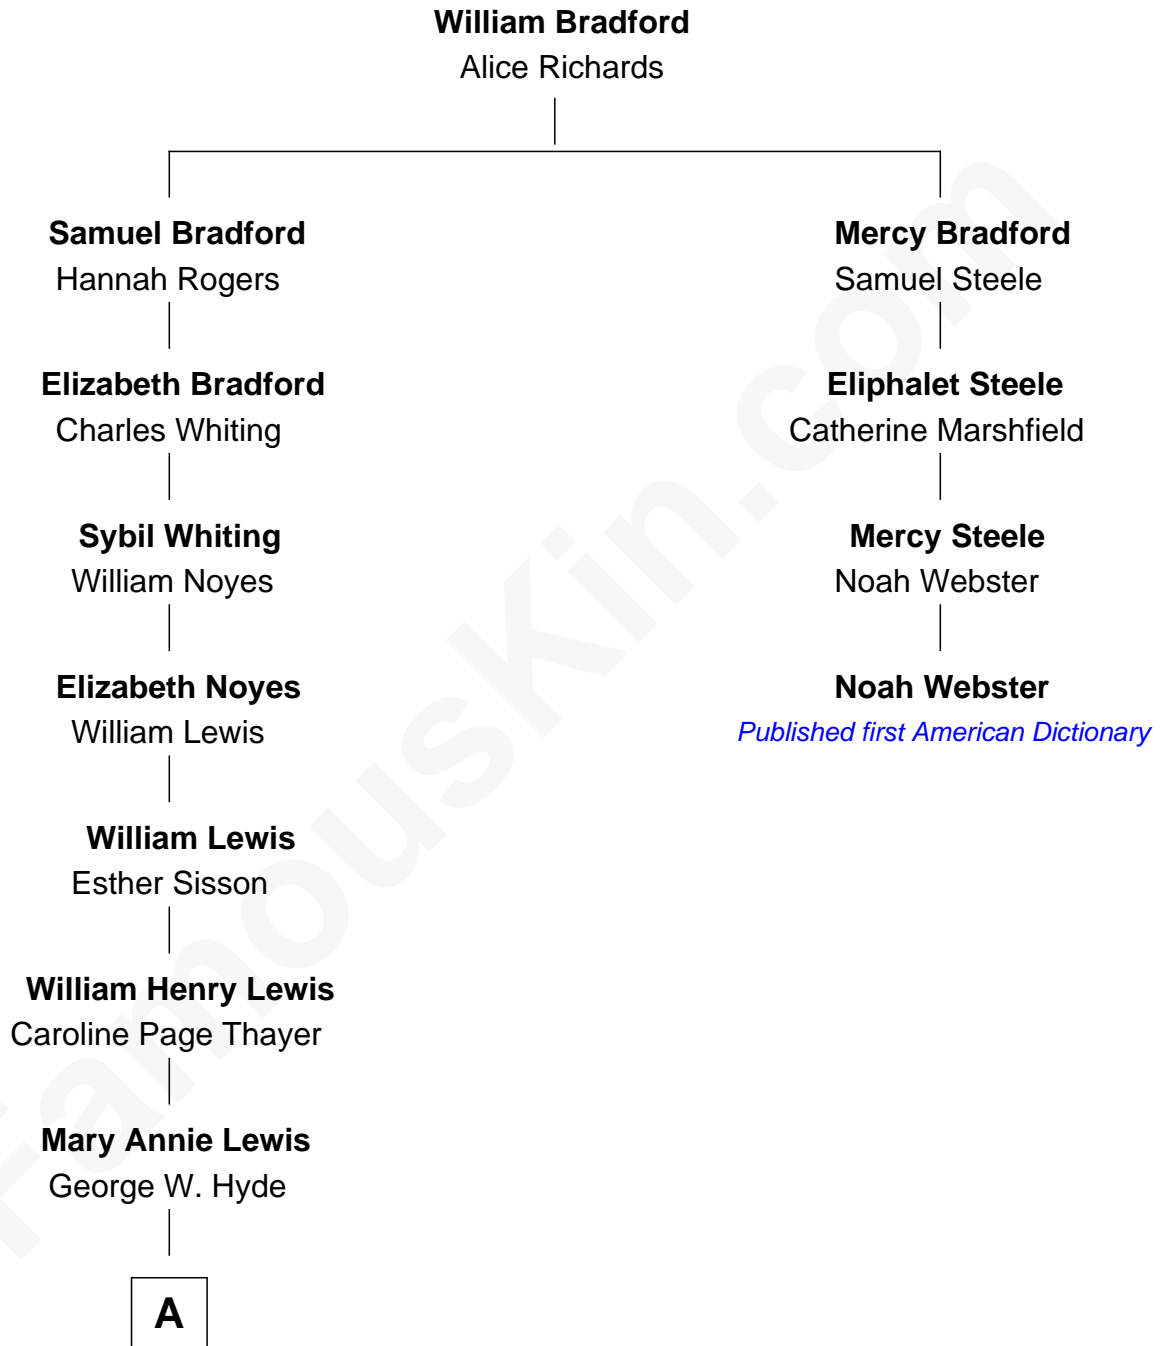 William Bradford
Alice Richards
Samuel Bradford
Hannah Rogers
Mercy Bradford
Samuel Steele
Elizabeth Bradford
Charles Whiting
Eliphalet Steele
Catherine Marshfield
Sybil Whiting
William Noyes
Mercy Steele
Noah Webster
Elizabeth Noyes
William Lewis
Noah Webster
Published first American Dictionary
William Lewis
Esther Sisson
William Henry Lewis
Caroline Page Thayer
Mary Annie Lewis
George W. Hyde
A
FamousKin.com